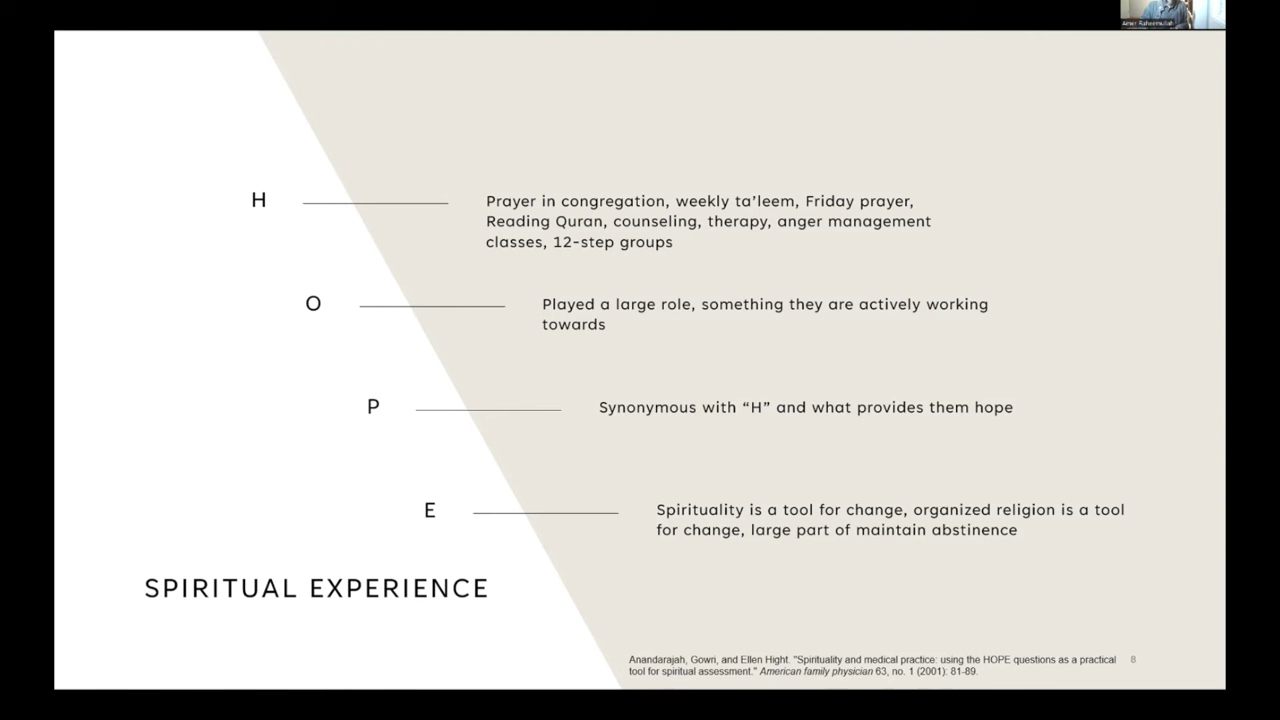 Amer Raheemullah
H
Prayer in congregation, weekly ta’leem, Friday prayer,
Reading Quran, counseling, therapy, anger management
classes, 12-step groups
O
Played a large role, something they are actively working
towards
P
Synonymous with “H” and what provides them hope
E
Spirituality is a tool for change, organized religion is a tool
for change, large part of maintain abstinence
SPIRITUAL EXPERIENCE
Anandarajah, Gowri, and Ellen Hight. "Spirituality and medical practice: using the HOPE questions as a practical
tool for spiritual assessment." American family physician 63, no. 1 (2001): 81-89.
8